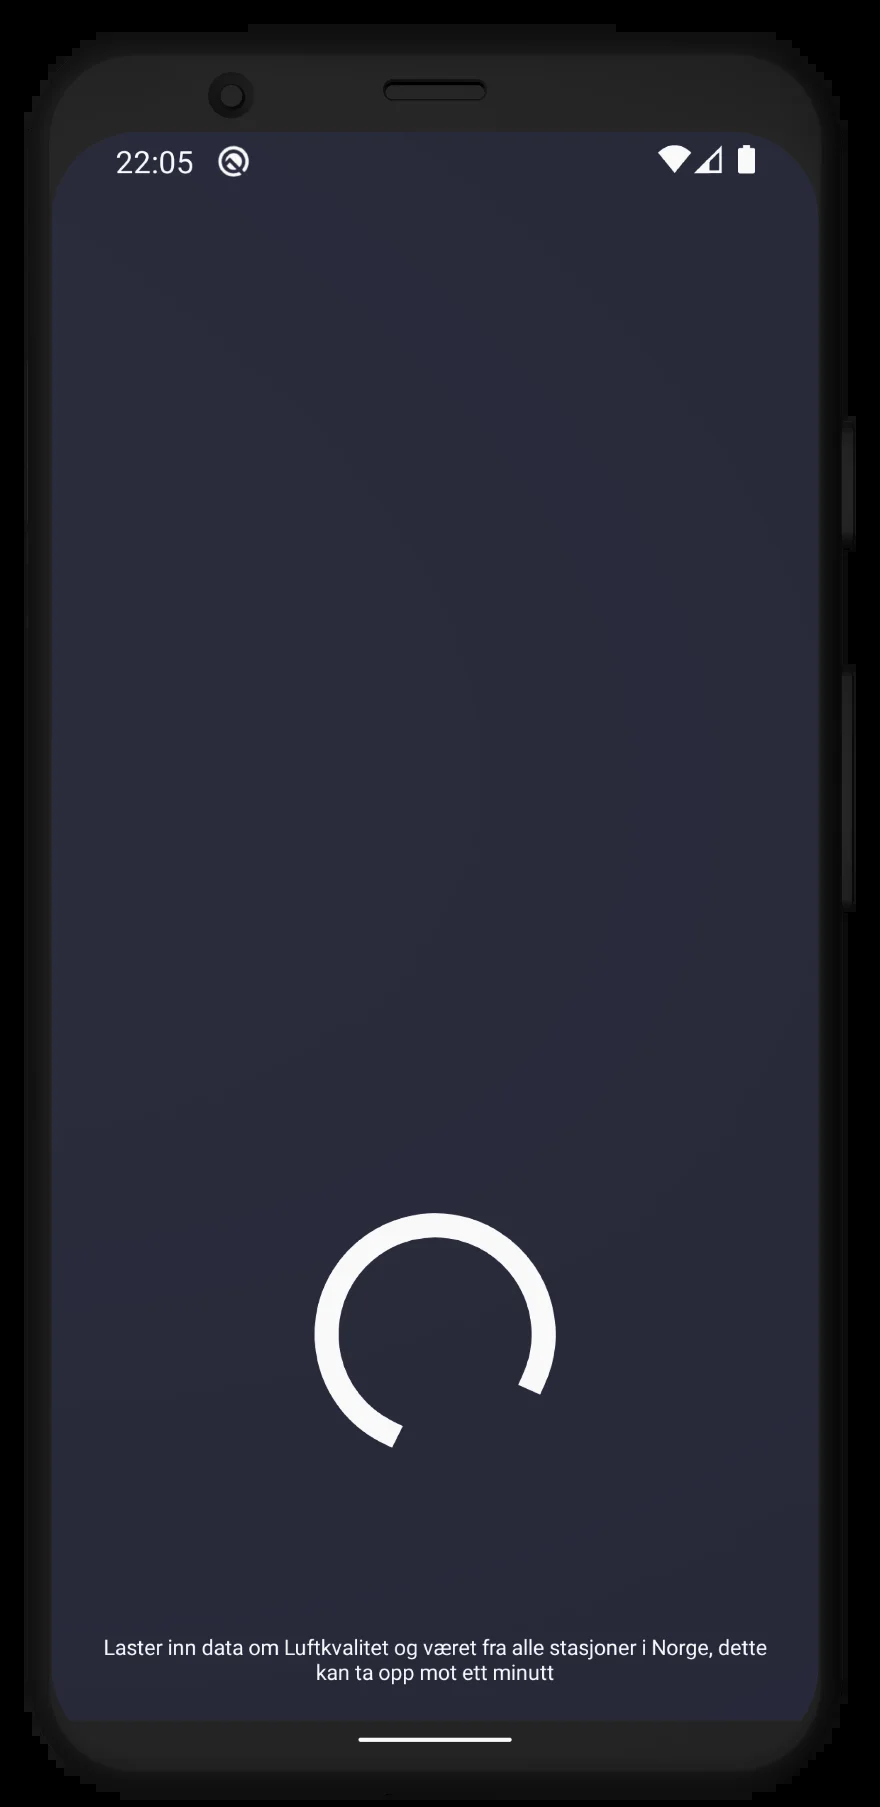 22:05
Laster inn data om Luftkvalitet og været fra alle stasjoner i Norge, dette
kan ta opp mot ett minutt